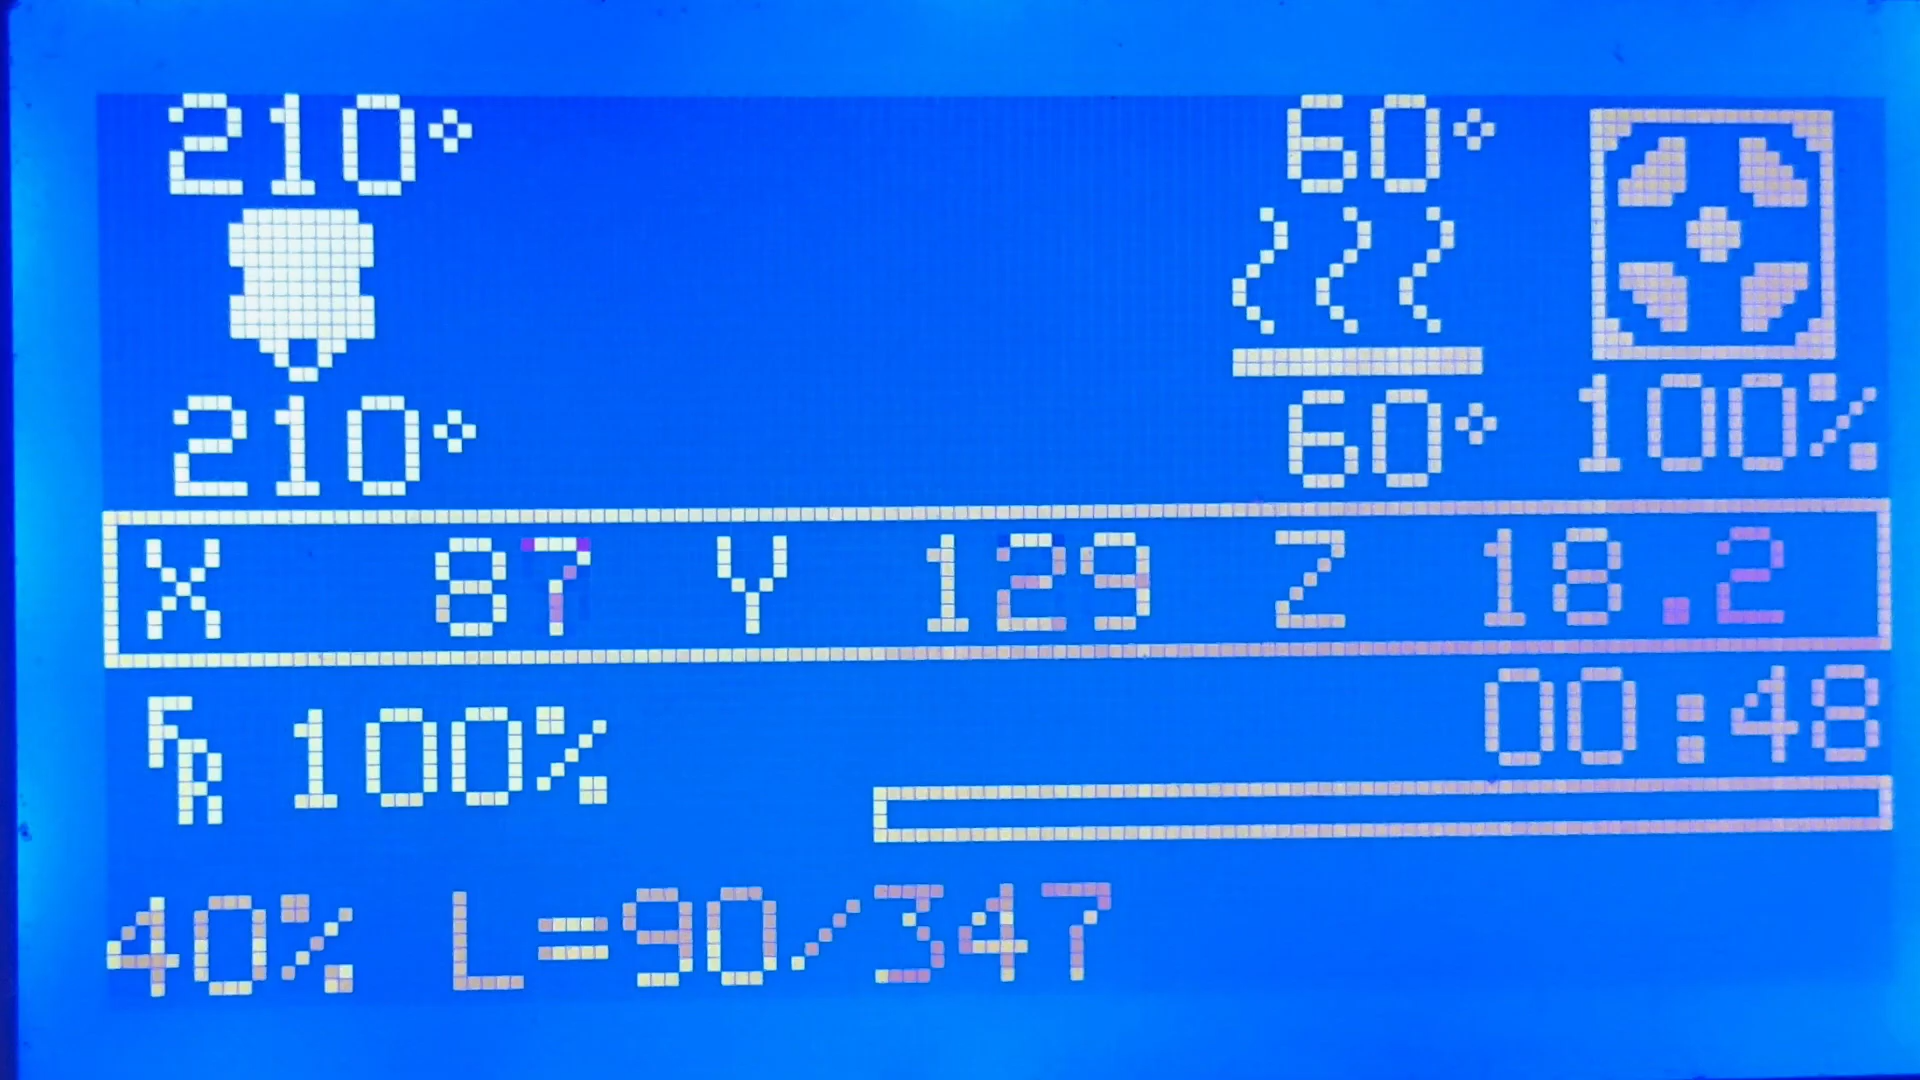 210° 60°
210° 60° 100%
X 87 Y 129 Z 18.2
FR 100% 00:48
40% L=90/347